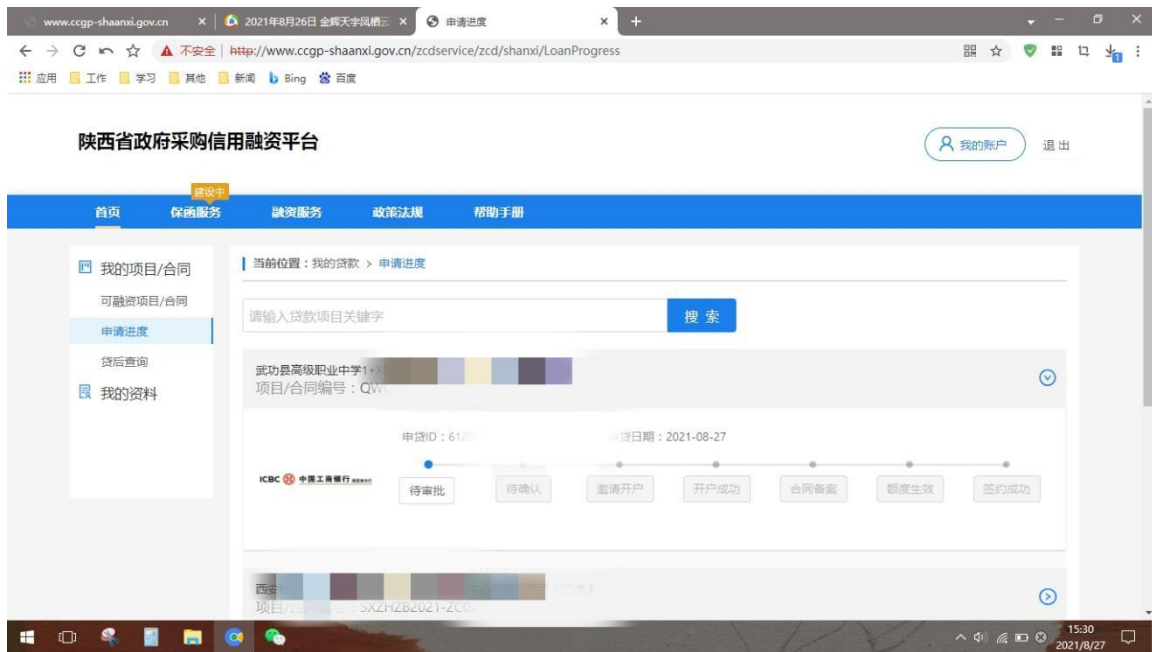 www.ccgp-shaanxi.gov.cn
2021年8月26日 金辉天宇凤栖云
申请进度
不安全 http://www.ccgp-shaanxi.gov.cn/zcdservice/zcd/shanxi/LoanProgress
应用 工作 学习 其他 新闻 Bing 百度
陕西省政府采购信用融资平台
我的账户 退出
建设中
首页 保函服务 融资服务 政策法规 帮助手册
我的项目/合同
可融资项目/合同
申请进度
贷后查询
我的资料
当前位置：我的贷款 > 申请进度
请输入贷款项目关键字
搜索
武功县高级职业中学1+X
项目/合同编号：QW
申贷ID：612
申贷日期：2021-08-27
ICBC 中国工商银行
待审批 待确认 邀请开户 开户成功 合同备案 额度生效 签约成功
西安
（二次）
项目/
：SXZHZB2021-ZC0
15:30
2021/8/27
1